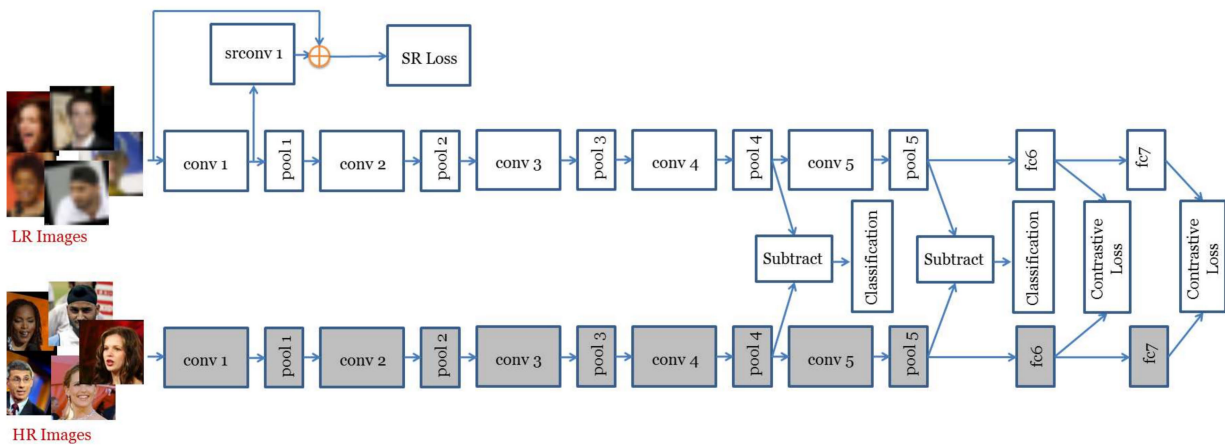 srconv 1
SR Loss
conv 1
pool 1
conv 2
pool 2
conv 3
pool 3
conv 4
pool 4
conv 5
pool 5
fc6
fc7
LR Images
Subtract
Classification
Subtract
Classification
Contrastive
Loss
Contrastive
Loss
conv 1
pool 1
conv 2
pool 2
conv 3
pool 3
conv 4
pool 4
conv 5
pool 5
fc6
fc7
HR Images